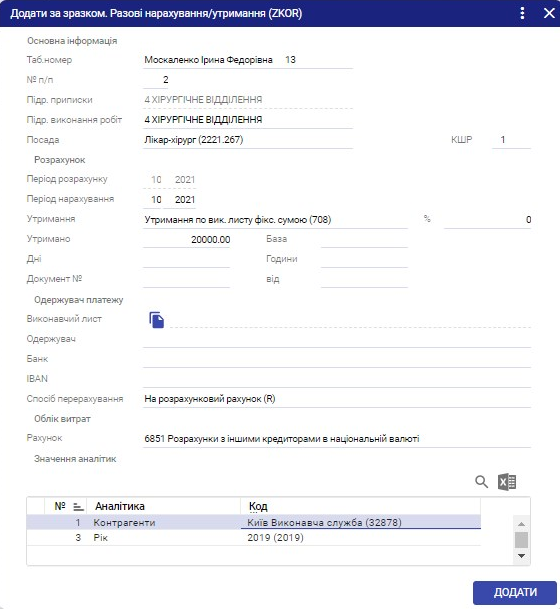 Додати за зразком. Разові нарахування/утримання (ZKOR)
Основна інформація
Таб.номер Москаленко Ірина Федорівна 13
№ п/п 2
Підр. приписки 4 ХІРУРГІЧНЕ ВІДДІЛЕННЯ
Підр. виконання робіт 4 ХІРУРГІЧНЕ ВІДДІЛЕННЯ
Посада Лікар-хірург (2221.267) КШР 1
Розрахунок
Період розрахунку 10 2021
Період нарахування 10 2021
Утримання Утримання по вик. листу фікс. сумою (708) % 0
Утримано 20000.00 База
Дні Години
Документ № від
Одержувач платежу
Виконавчий лист
Одержувач
Банк
IBAN
Спосіб перерахування На розрахунковий рахунок (R)
Облік витрат
Рахунок 6851 Розрахунки з іншими кредиторами в національній валюті
Значення аналітик
№ Аналітика Код
1 Контрагенти Київ Виконавча служба (32878)
3 Рік 2019 (2019)
ДОДАТИ